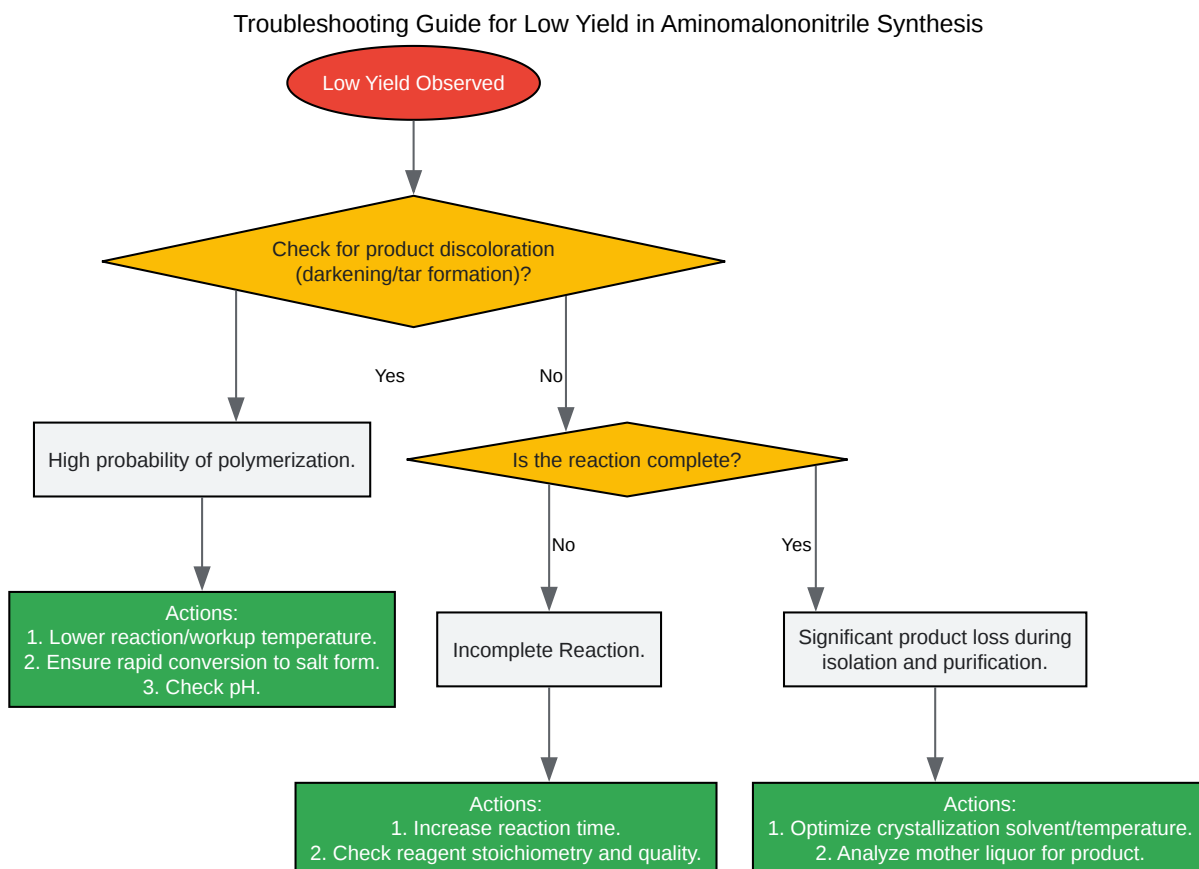 Troubleshooting Guide for Low Yield in Aminomalononitrile Synthesis
Low Yield Observed
Check for product discoloration
(darkening/tar formation)?
Yes
No
High probability of polymerization.
Is the reaction complete?
No
Yes
Actions:
1. Lower reaction/workup temperature.
2. Ensure rapid conversion to salt form.
3. Check pH.
Incomplete Reaction.
Significant product loss during
isolation and purification.
Actions:
1. Increase reaction time.
2. Check reagent stoichiometry and quality.
Actions:
1. Optimize crystallization solvent/temperature.
2. Analyze mother liquor for product.